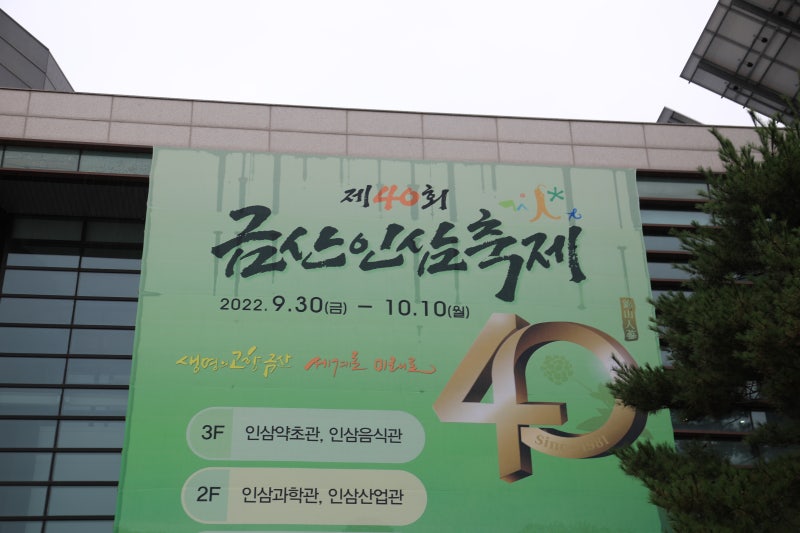 제40회
금산인삼축제
2022. 9.30(금) - 10.10(월)
생명의 고향 금산 세계로 미래로
40
Since 1981
3F 인삼약초관, 인삼음식관
2F 인삼과학관, 인삼산업관